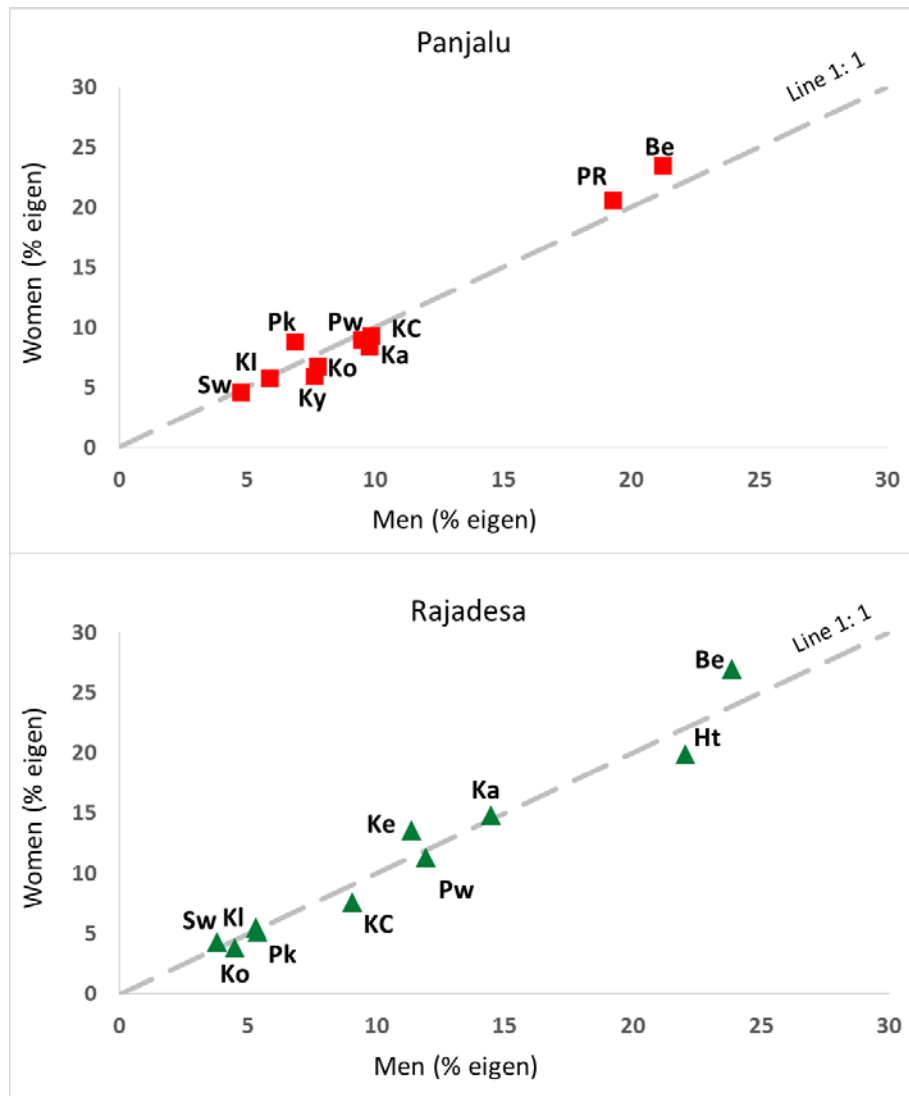 Panjalu
Line 1: 1
30
25
20
15
10
5
0
Women (% eigen)
Be
PR
Pk
Pw
KC
Kl
Ko
Ka
Sw
Ky
0 5 10 15 20 25 30
Men (% eigen)
Rajadesa
Line 1: 1
30
25
20
15
10
5
0
Women (% eigen)
Be
Ht
Ka
Ke
Pw
KC
Sw
Kl
Pk
Ko
0 5 10 15 20 25 30
Men (% eigen)